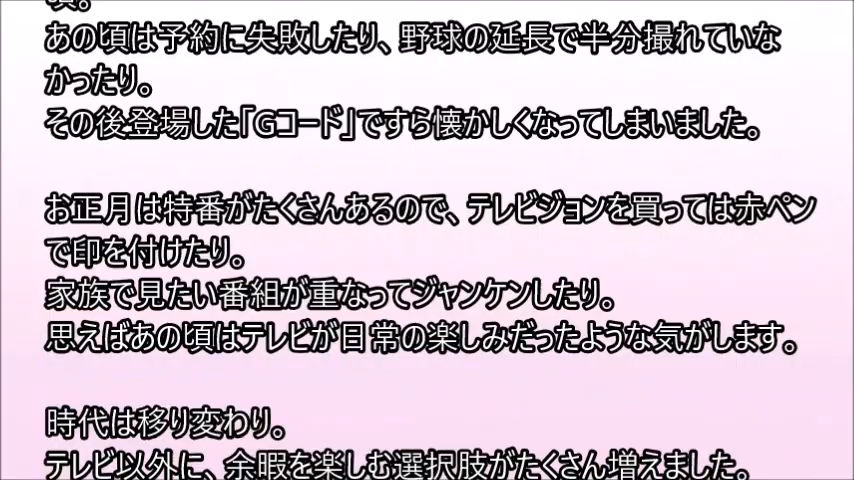 頃。
あの頃は予約に失敗したり、野球の延長で半分撮れていな
かったり。
その後登場した「Gコード」ですら懐かしくなってしまいました。
お正月は特番がたくさんあるので、テレビジョンを買っては赤ペン
で印を付けたり。
家族で見たい番組が重なってジャンケンしたり。
思えばあの頃はテレビが日常の楽しみだったような気がします。
時代は移り変わり。
テレビ以外に、余暇を楽しむ選択肢がたくさん増えました。